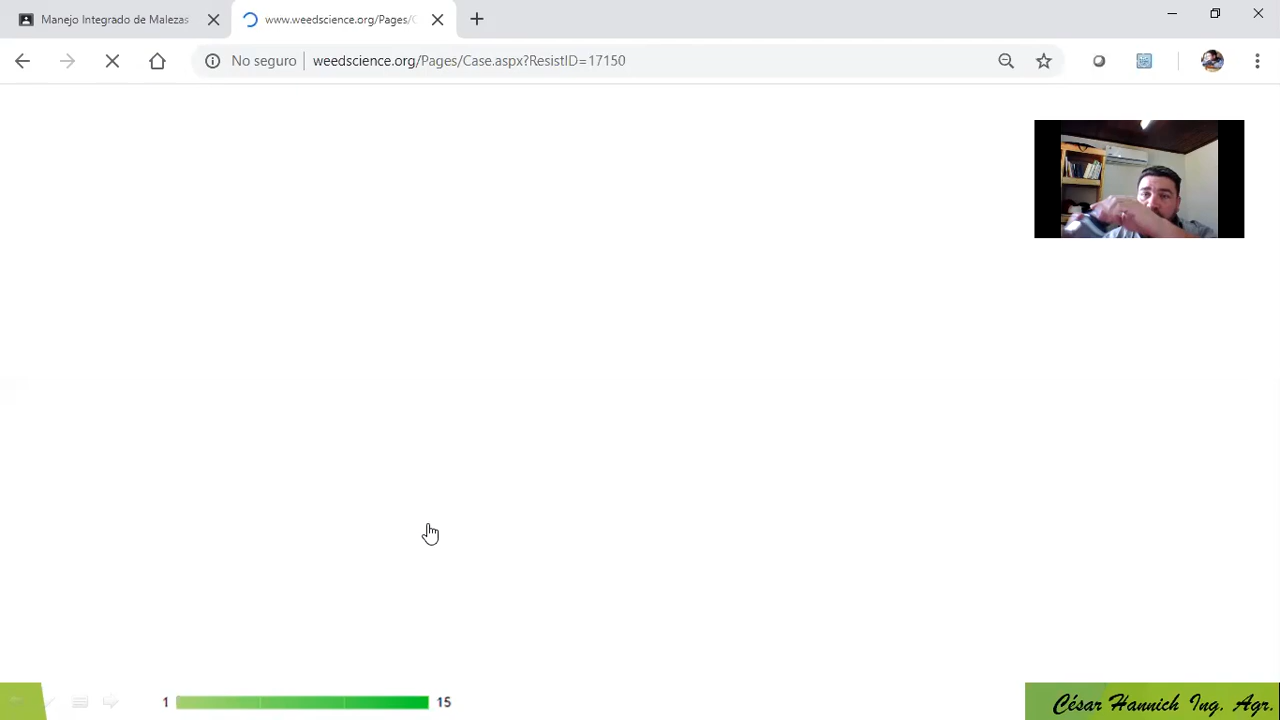 Manejo Integrado de Malezas
www.weedscience.org/Pages/C
No seguro
weedscience.org/Pages/Case.aspx?ResistID=17150
1
15
César Hannich Ing. Agr.